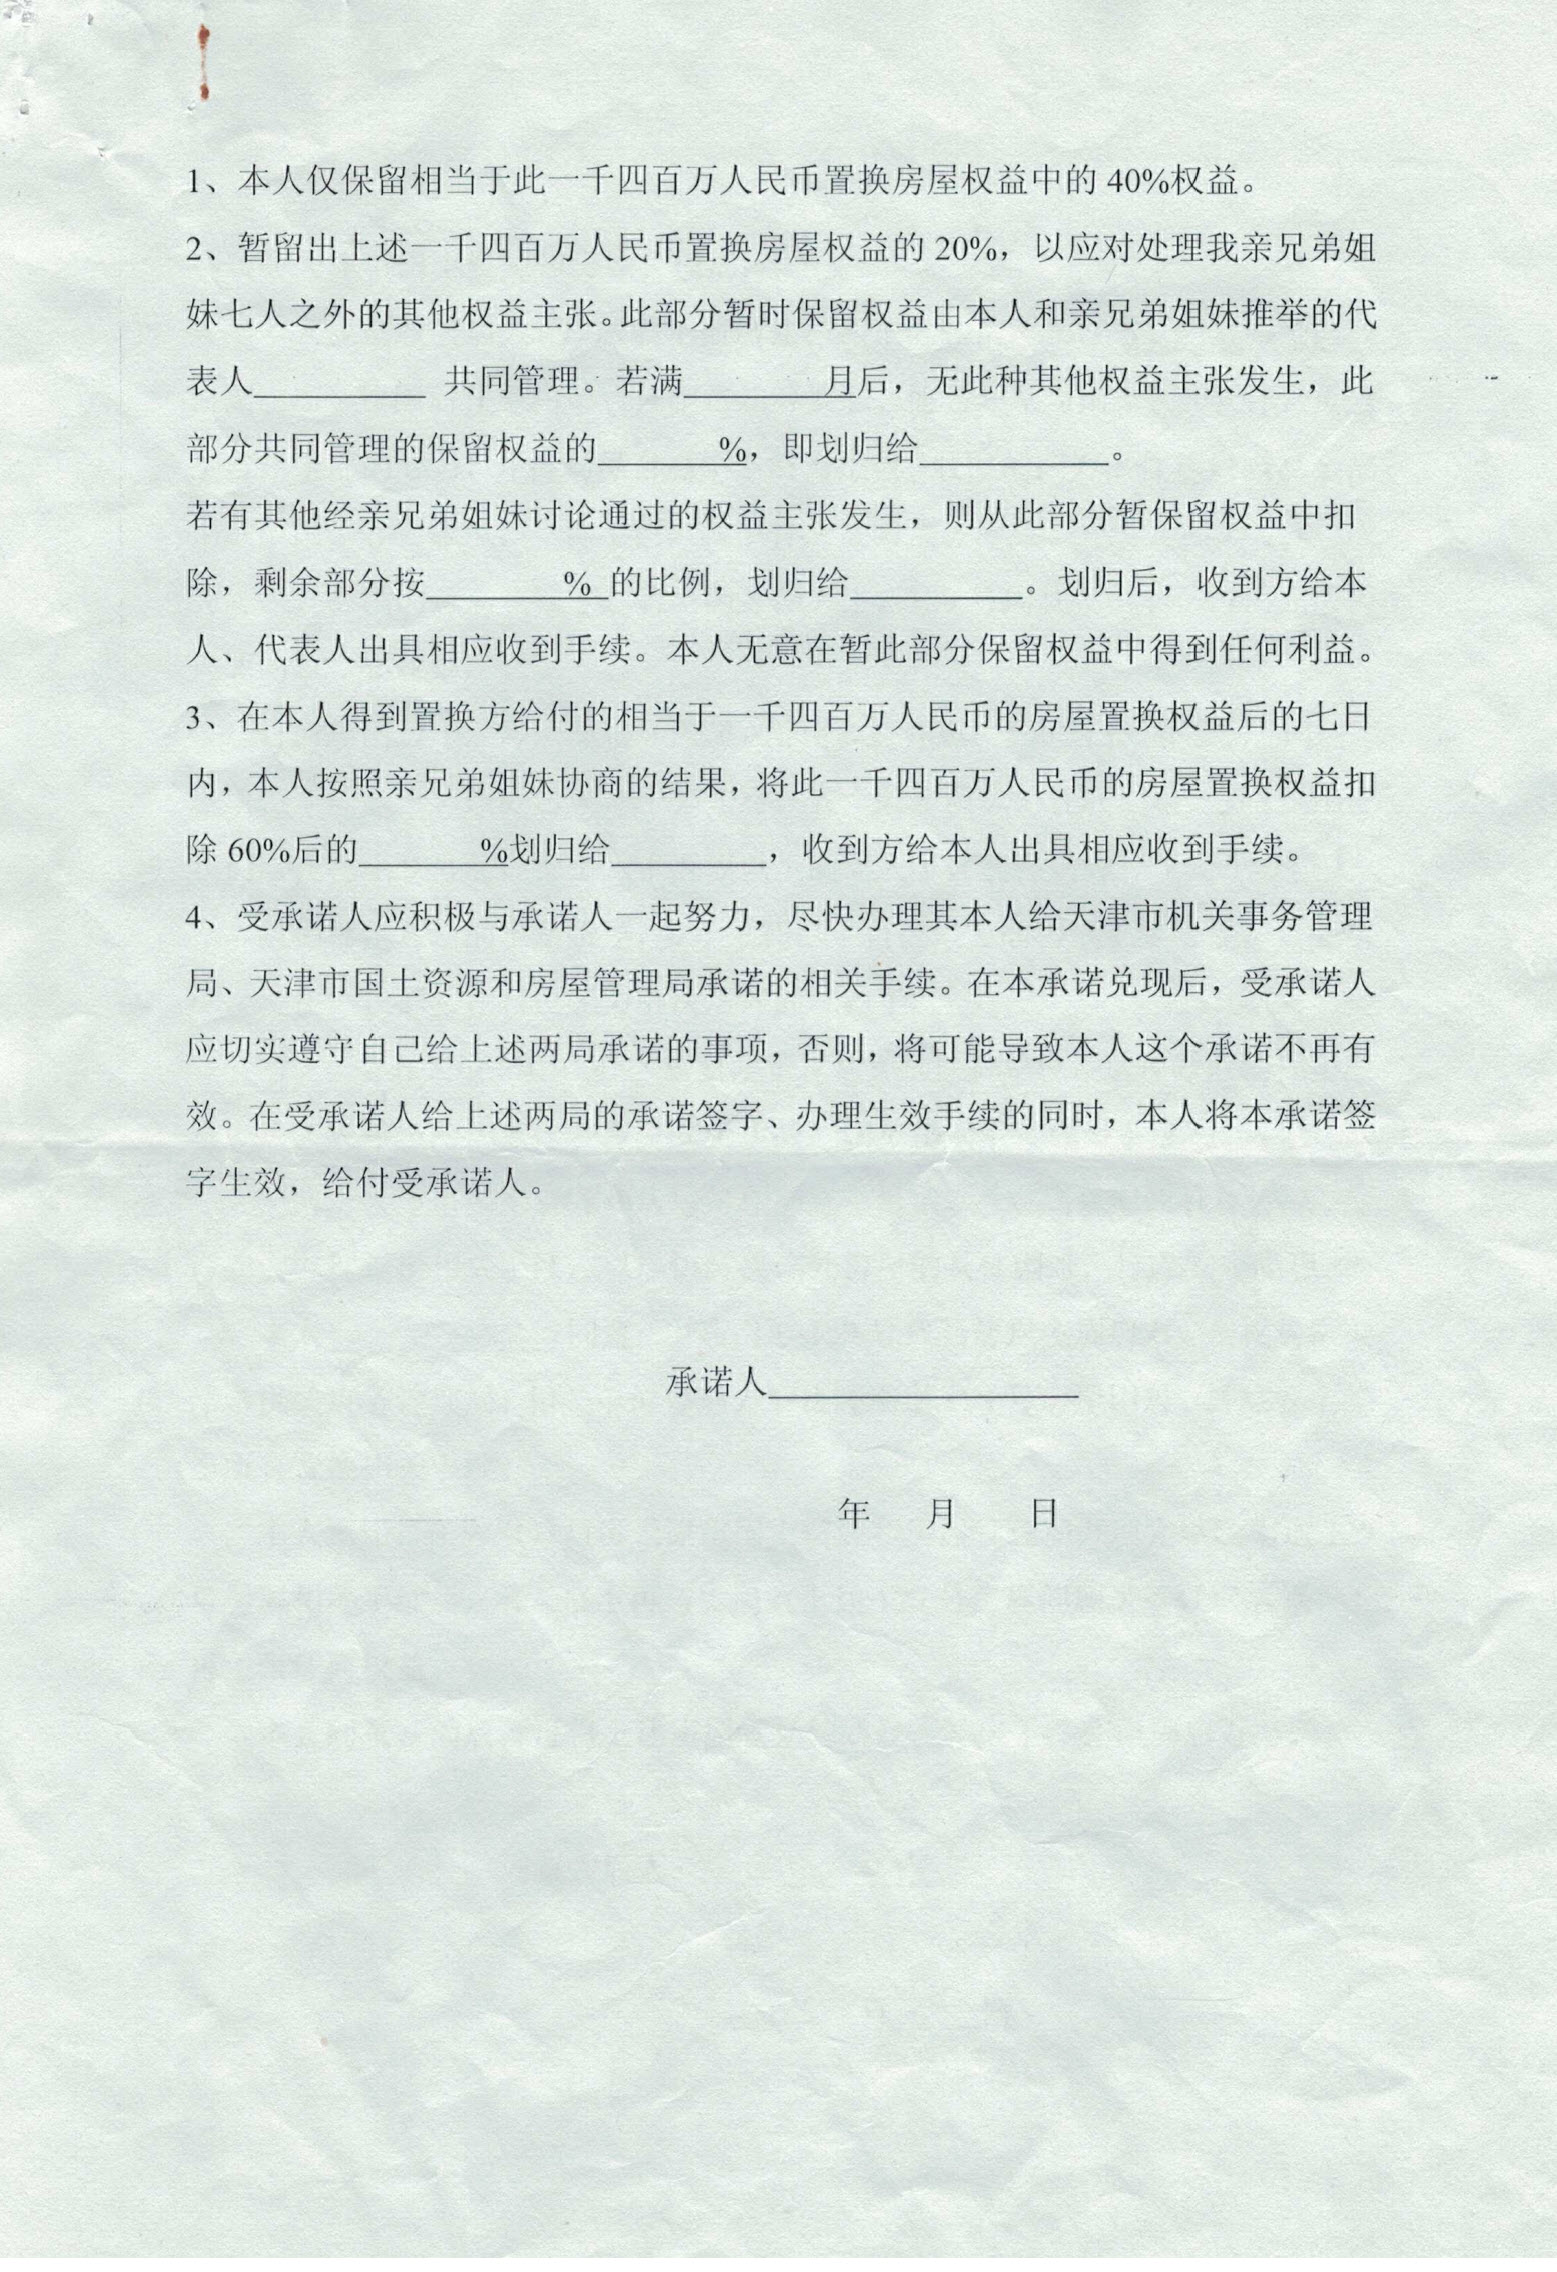 1、本人仅保留相当于此一千四百万人民币置换房屋权益中的 40%权益。
2、暂留出上述一千四百万人民币置换房屋权益的 20%，以应对处理我亲兄弟姐
妹七人之外的其他权益主张。此部分暂时保留权益由本人和亲兄弟姐妹推举的代
表人__________ 共同管理。若满________月后，无此种其他权益主张发生，此
部分共同管理的保留权益的_______%，即划归给___________。
若有其他经亲兄弟姐妹讨论通过的权益主张发生，则从此部分暂保留权益中扣
除，剩余部分按________% 的比例，划归给__________。划归后，收到方给本
人、代表人出具相应收到手续。本人无意在暂此部分保留权益中得到任何利益。
3、在本人得到置换方给付的相当于一千四百万人民币的房屋置换权益后的七日
内，本人按照亲兄弟姐妹协商的结果，将此一千四百万人民币的房屋置换权益扣
除 60%后的_______%划归给_________，收到方给本人出具相应收到手续。
4、受承诺人应积极与承诺人一起努力，尽快办理其本人给天津市机关事务管理
局、天津市国土资源和房屋管理局承诺的相关手续。在本承诺兑现后，受承诺人
应切实遵守自己给上述两局承诺的事项，否则，将可能导致本人这个承诺不再有
效。在受承诺人给上述两局的承诺签字、办理生效手续的同时，本人将本承诺签
字生效，给付受承诺人。
承诺人__________________
年 月 日